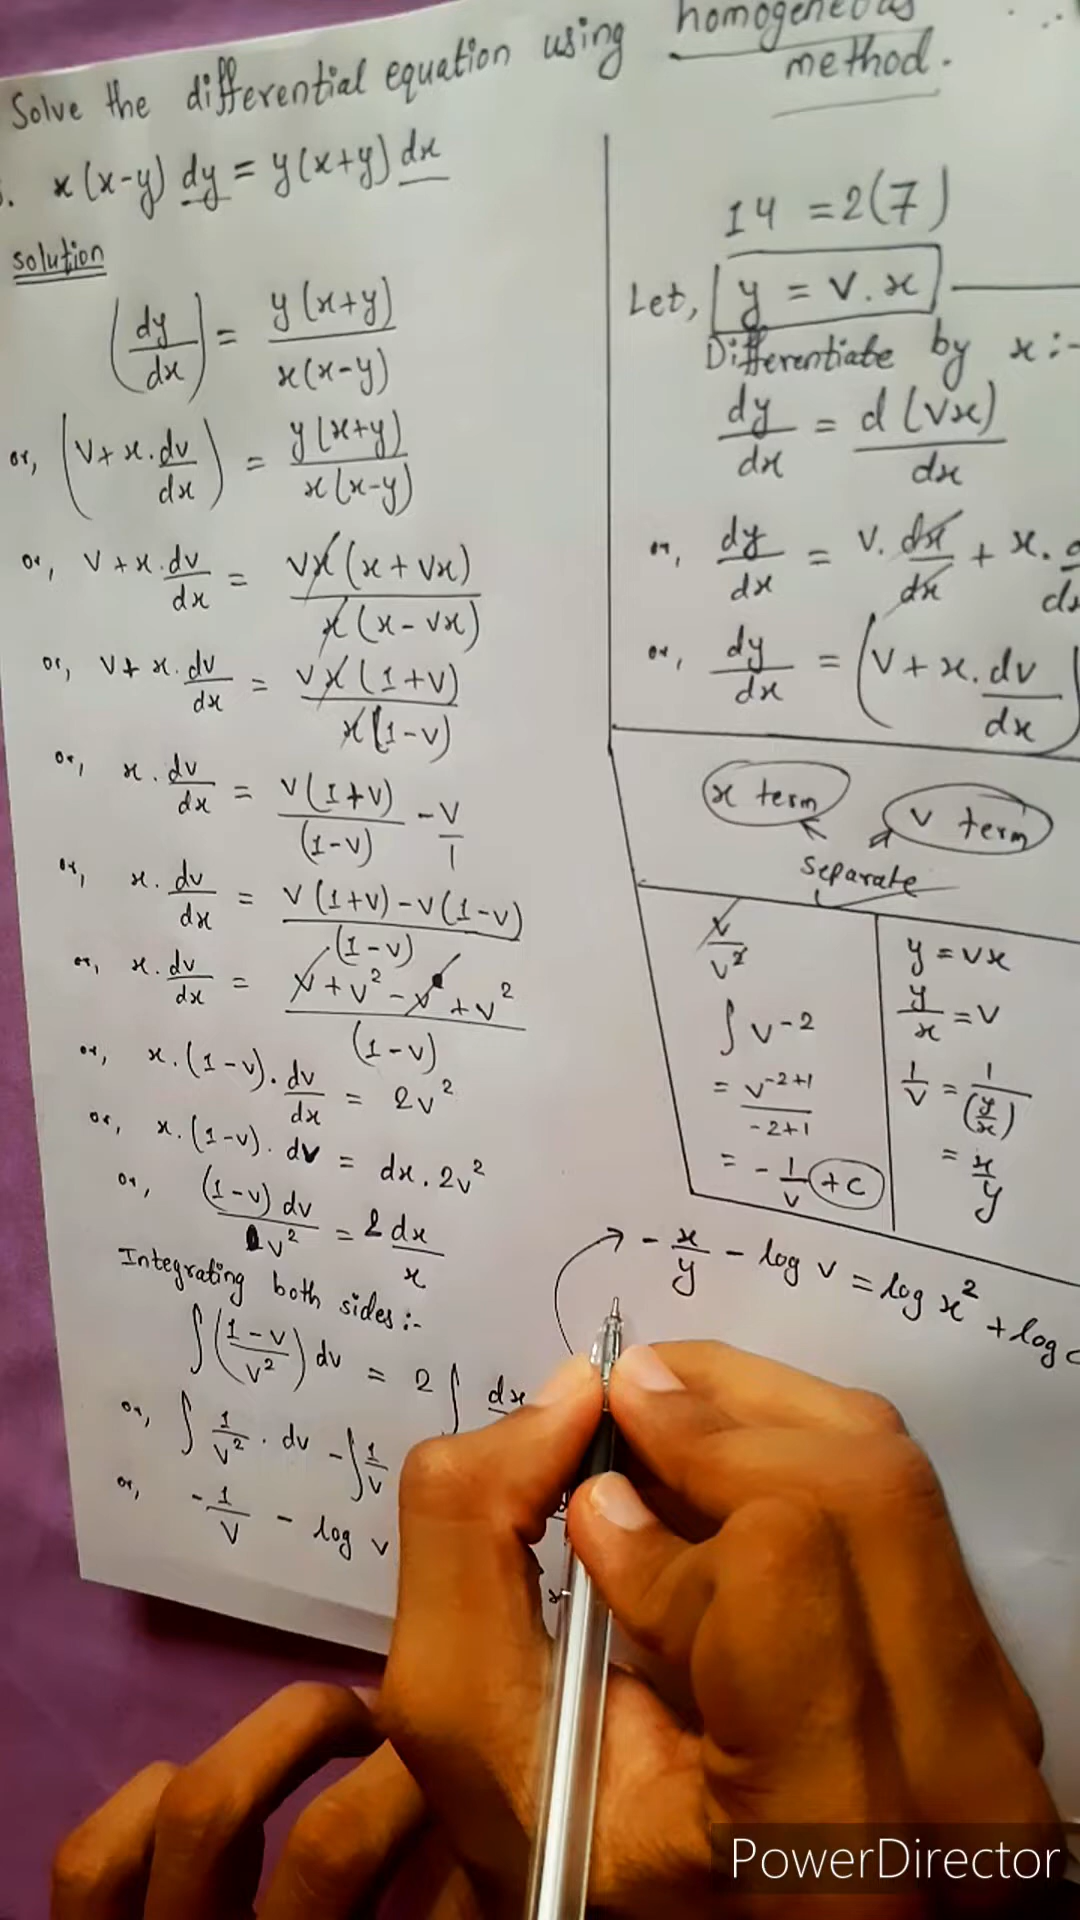 Solve the differential equation using homogeneous method.
x(x-y) dy = y(x+y) dx
solution
(dy/dx) = y(x+y)/x(x-y)
or, (v+x.dv/dx) = y(x+y)/x(x-y)
or, v+x.dv/dx = vx(x+vx)/x(x-vx)
or, v+x.dv/dx = vx(1+v)/x(1-v)
or, x.dv/dx = v(1+v)/(1-v) - v/1
or, x.dv/dx = v(1+v)-v(1-v)/(1-v)
or, x.dv/dx = v+v²-v+v²/(1-v)
or, x.(1-v).dv/dx = 2v²
or, x.(1-v).dv = dx.2v²
or, (1-v)dv/v² = 2dx/x
Integrating both sides:-
∫((1-v)/v²)dv = 2∫dx
or, ∫1/v².dv - ∫1/v
or, -1/v - log v
14 = 2(7)
Let, y = v.x
Differentiate by x:-
dy/dx = d(vx)/dx
or, dy/dx = v.dx/dx + x.
or, dy/dx = (v+x.dv/dx)
x term v term
separate
v/v²
∫v-2
= v-2+1/-2+1
= -1/v +c
y = vx
y/x = v
1/v = 1/(y/x)
= x/y
-x/y - log v = log x² + log c
PowerDirector